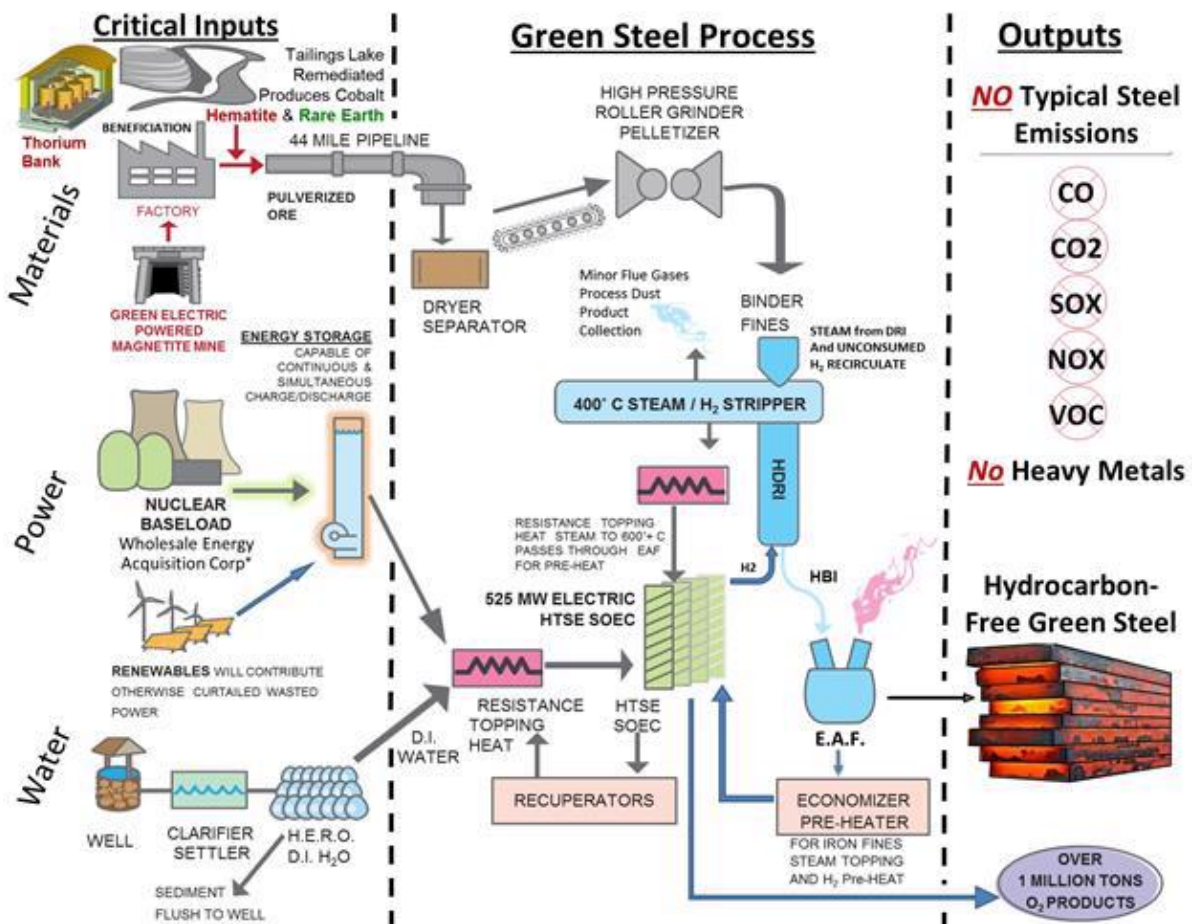 Critical Inputs
Tailings Lake
Remediated
Produces Cobalt
Hematite & Rare Earth
Thorium
Bank
BENEFICIATION
44 MILE PIPELINE
FACTORY
PULVERIZED
ORE
GREEN ELECTRIC
POWERED
MAGNETITE MINE
Materials
ENERGY STORAGE
CAPABLE OF
CONTINUOUS &
SIMULTANEOUS
CHARGE/DISCHARGE
NUCLEAR
BASELOAD
Wholesale Energy
Acquisition Corp*
Power
RENEWABLES WILL CONTRIBUTE
OTHERWISE CURTAILED WASTED
POWER
Water
WELL
CLARIFIER
SETTLER
H.E.R.O.
D.I. H₂O
SEDIMENT
FLUSH TO WELL
Green Steel Process
HIGH PRESSURE
ROLLER GRINDER
PELLETIZER
DRYER
SEPARATOR
Minor Flue Gases
Process Dust
Product
Collection
BINDER
FINES
STEAM from DRI
And UNCONSUMED
H₂ RECIRCULATE
400° C STEAM / H₂ STRIPPER
HDRI
RESISTANCE TOPPING
HEAT STEAM TO 600°+ C
PASSES THROUGH EAF
FOR PRE-HEAT
H2
HBI
525 MW ELECTRIC
HTSE SOEC
RESISTANCE
TOPPING
HEAT
D.I.
WATER
HTSE
SOEC
E.A.F.
RECUPERATORS
ECONOMIZER
PRE-HEATER
FOR IRON FINES
STEAM TOPPING
AND H₂ Pre-HEAT
Outputs
NO Typical Steel
Emissions
CO
CO2
SOX
NOX
VOC
No Heavy Metals
Hydrocarbon-
Free Green Steel
OVER
1 MILLION TONS
O₂ PRODUCTS